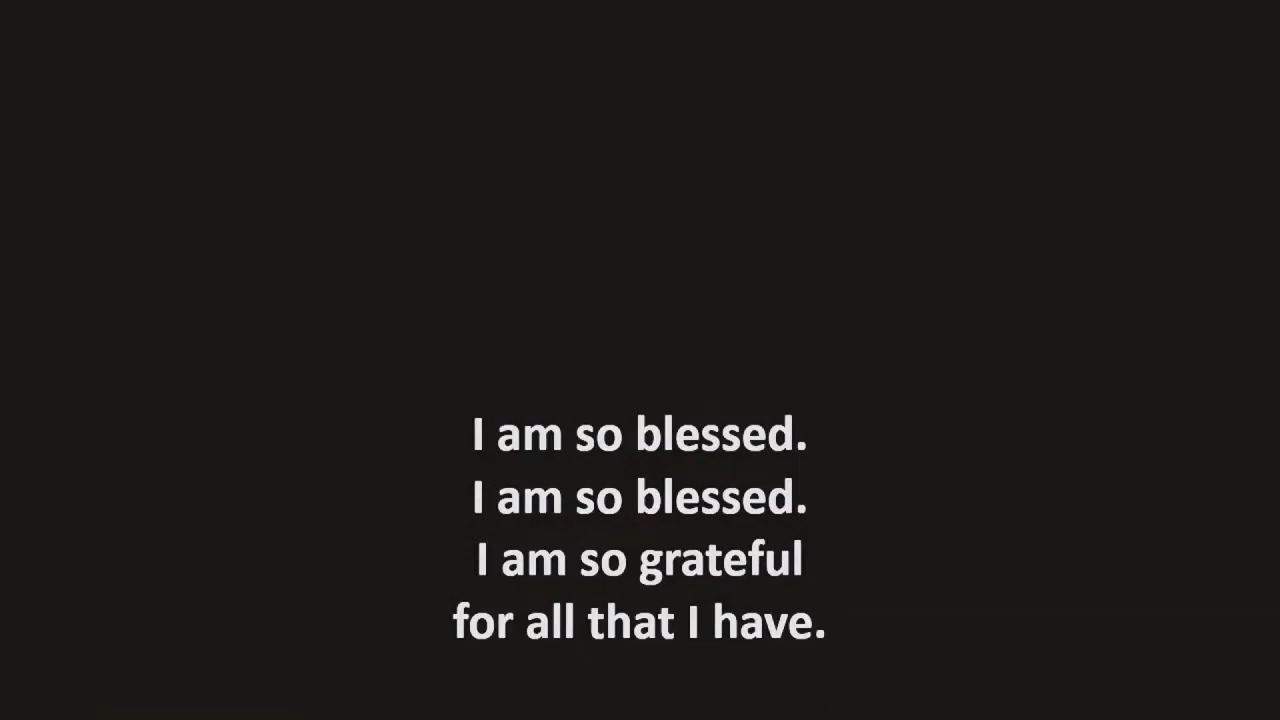 I am so blessed.
I am so blessed.
I am so grateful
for all that I have.